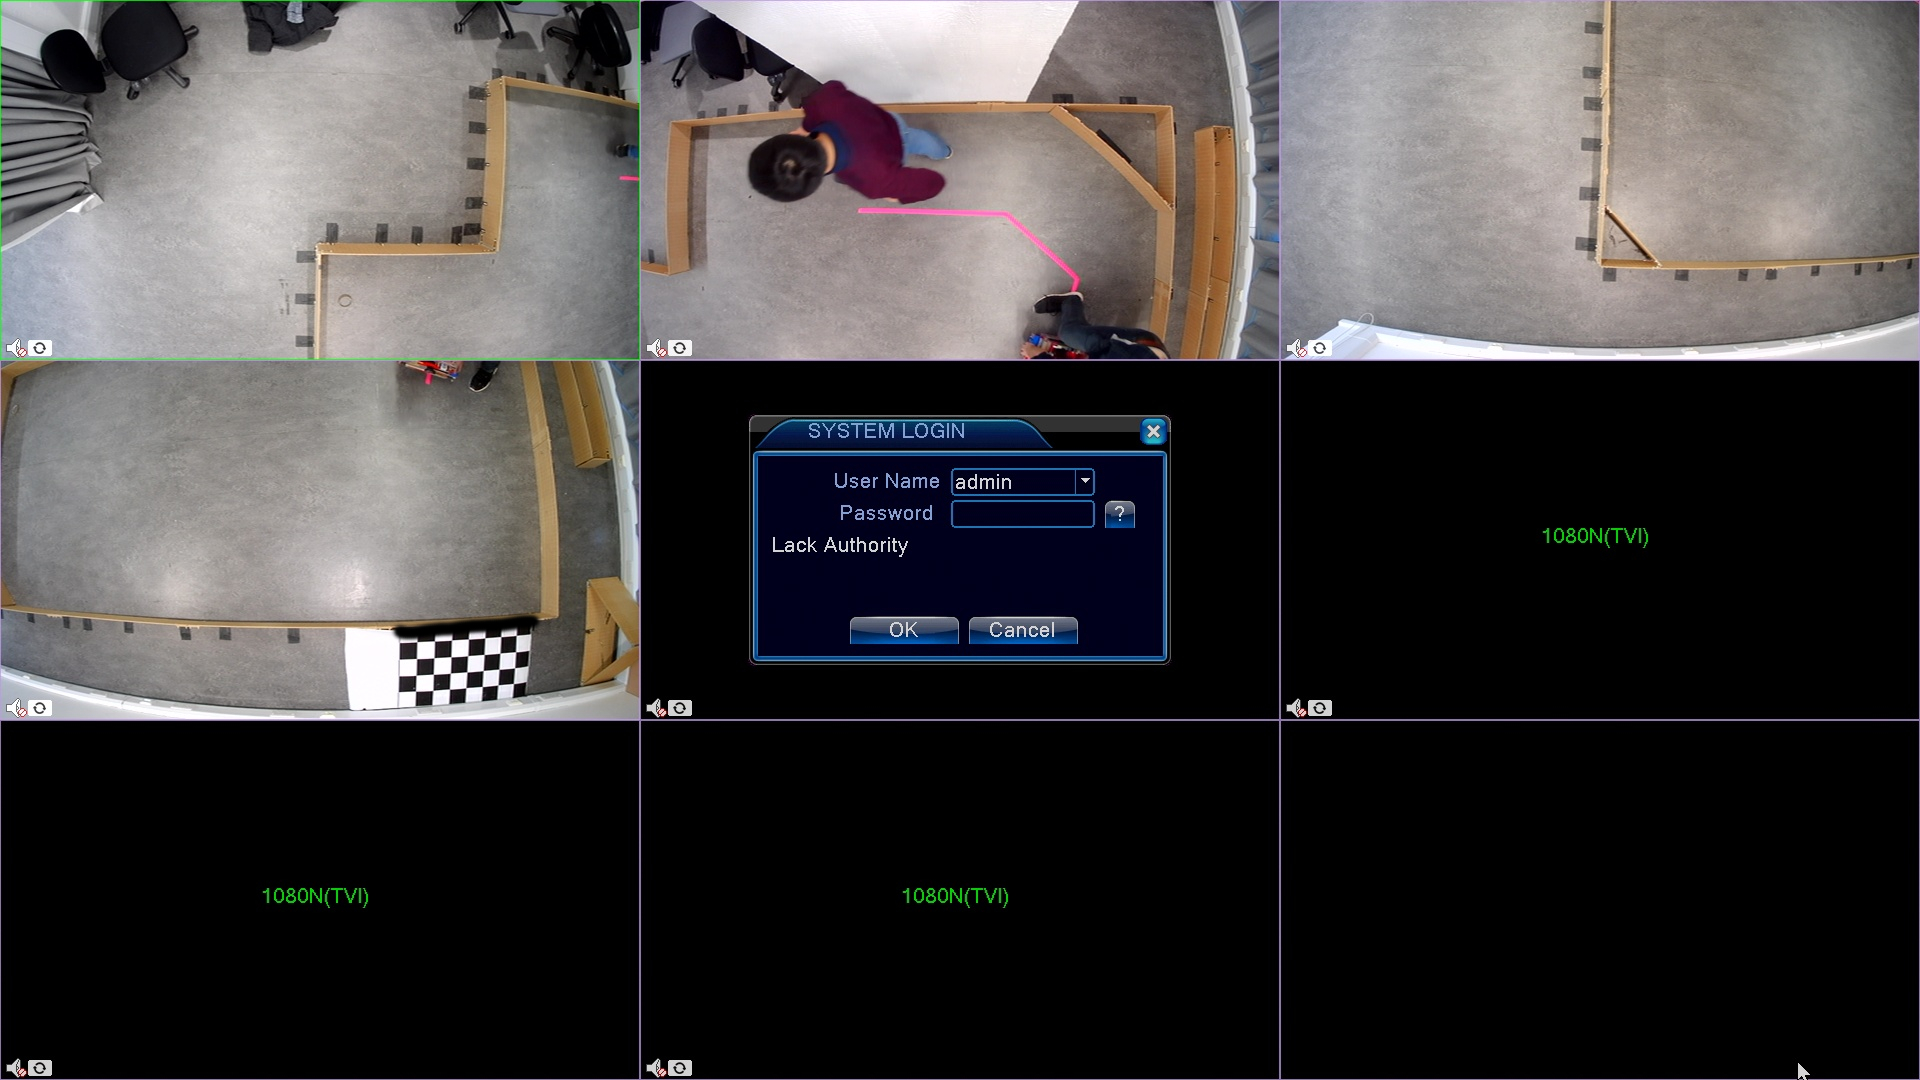 SYSTEM LOGIN
User Name admin
Password ?
Lack Authority
OK Cancel
1080N(TVI)
1080N(TVI)
1080N(TVI)